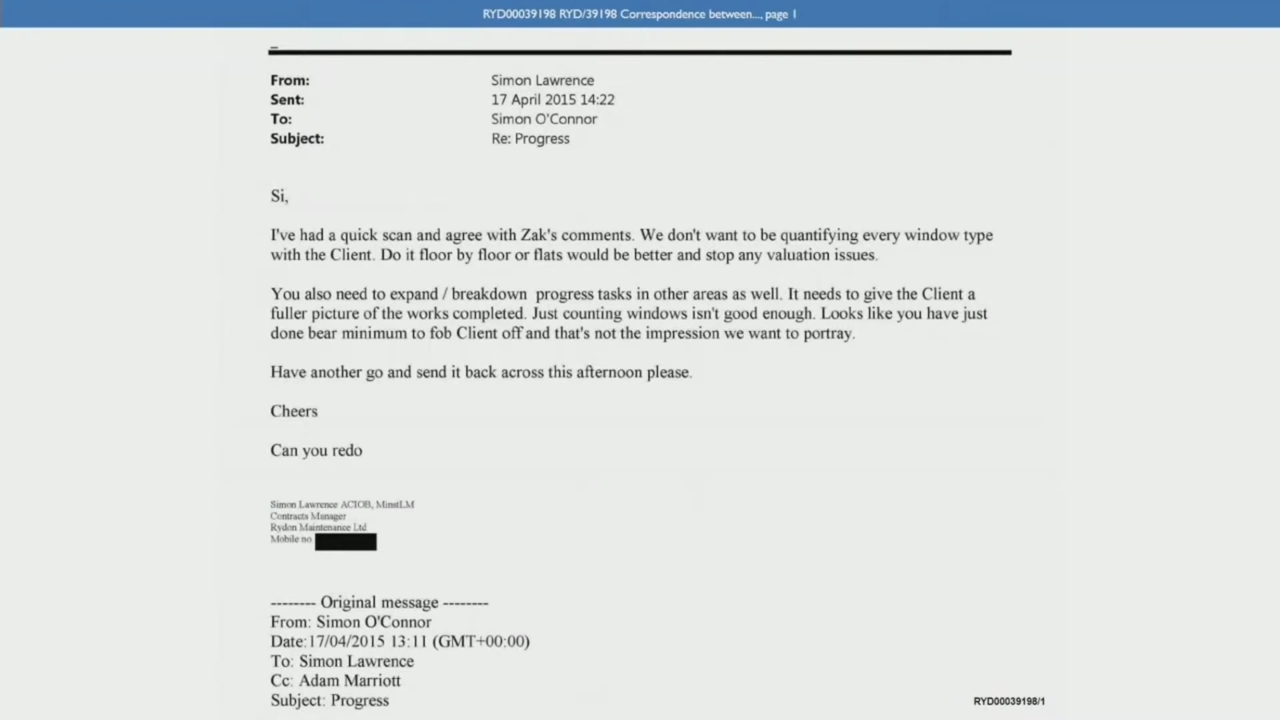 RYD00039198 RYD/39198 Correspondence between..., page 1
From: Simon Lawrence
Sent: 17 April 2015 14:22
To: Simon O'Connor
Subject: Re: Progress
Si,
I've had a quick scan and agree with Zak's comments. We don't want to be quantifying every window type
with the Client. Do it floor by floor or flats would be better and stop any valuation issues.
You also need to expand / breakdown progress tasks in other areas as well. It needs to give the Client a
fuller picture of the works completed. Just counting windows isn't good enough. Looks like you have just
done bear minimum to fob Client off and that's not the impression we want to portray.
Have another go and send it back across this afternoon please.
Cheers
Can you redo
Simon Lawrence ACIOB, MinstLM
Contracts Manager
Rydon Maintenance Ltd
Mobile no
-------- Original message --------
From: Simon O'Connor
Date:17/04/2015 13:11 (GMT+00:00)
To: Simon Lawrence
Cc: Adam Marriott
Subject: Progress
RYD00039198/1